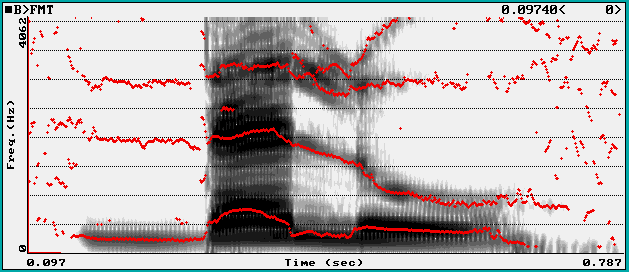 ■B>FMT 0.09740< 0>
4062
Freq.(Hz)
0
0.097 Time (sec) 0.787